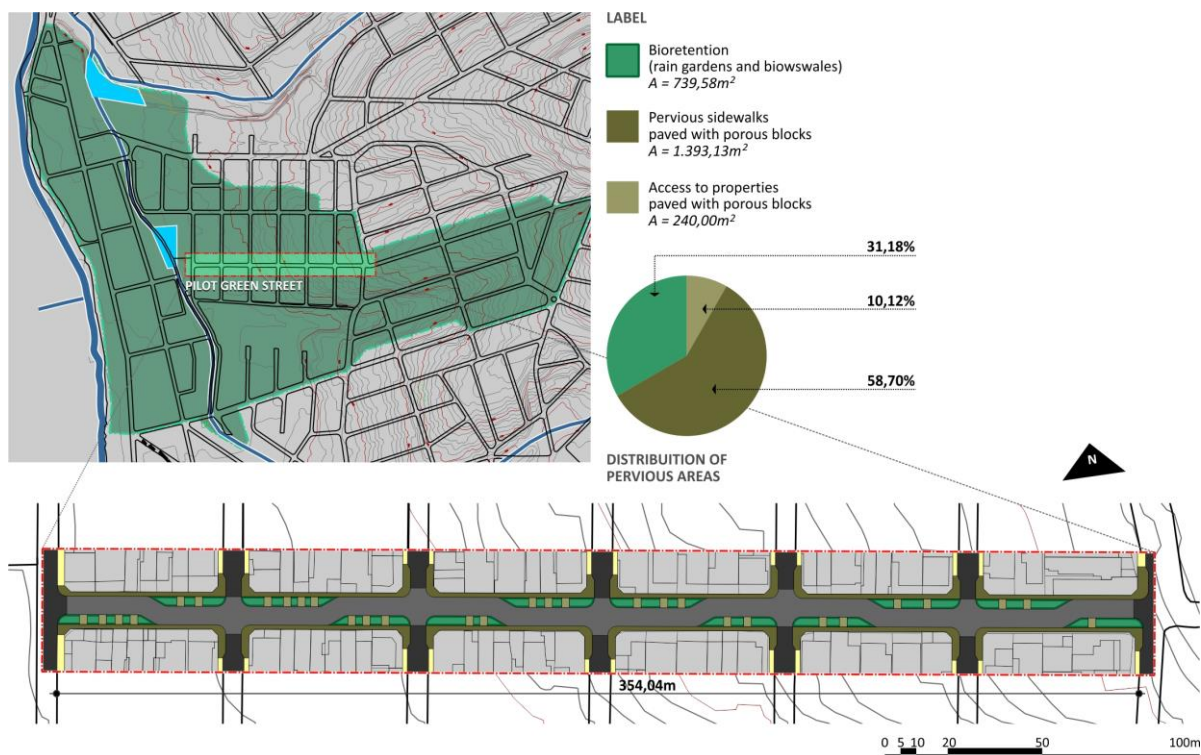 LABEL
Bioretention
(rain gardens and biowswales)
A = 739,58m²
Pervious sidewalks
paved with porous blocks
A = 1.393,13m²
Access to properties
paved with porous blocks
A = 240,00m²
31,18%
10,12%
58,70%
DISTRIBUITION OF
PERVIOUS AREAS
PILOT GREEN STREET
N
354,04m
0 5 10 20 50 100m